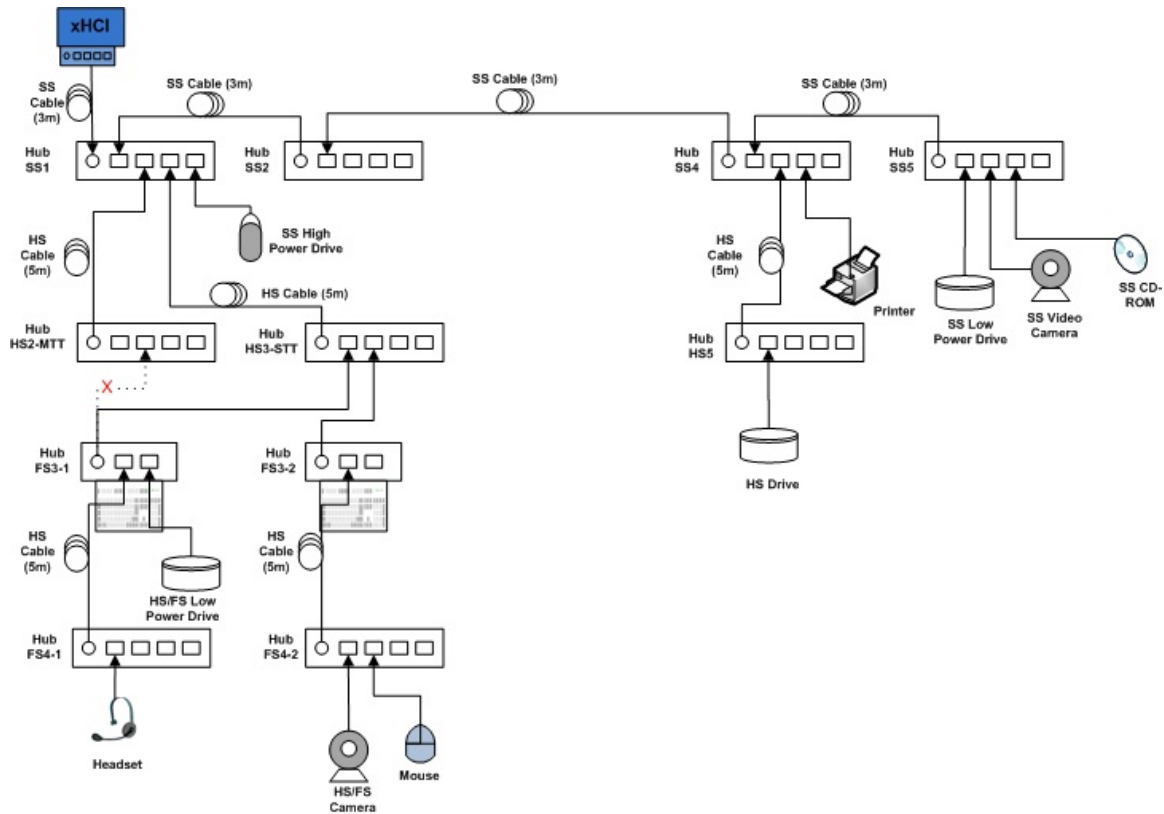 xHCI
SS
Cable
(3m)
SS Cable (3m)
SS Cable (3m)
SS Cable (3m)
Hub
SS1
Hub
SS2
Hub
SS4
Hub
SS5
HS
Cable
(5m)
SS High
Power Drive
HS Cable (5m)
HS
Cable
(5m)
Printer
SS Low
Power Drive
SS Video
Camera
SS CD-
ROM
Hub
HS2-MTT
Hub
HS3-STT
Hub
HS5
X
Hub
FS3-1
Hub
FS3-2
HS Drive
HS
Cable
(5m)
HS
Cable
(5m)
HS/FS Low
Power Drive
Hub
FS4-1
Hub
FS4-2
Headset
HS/FS
Camera
Mouse